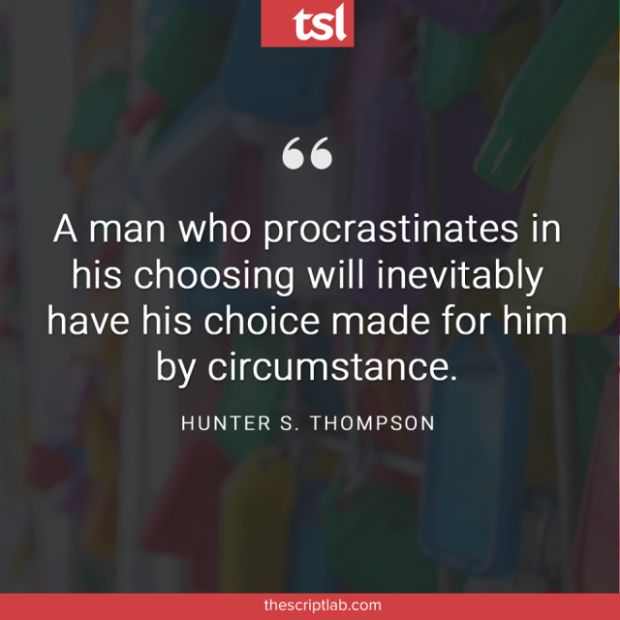 tsl
“
A man who procrastinates in
his choosing will inevitably
have his choice made for him
by circumstance.
HUNTER S. THOMPSON
thescriptlab.com